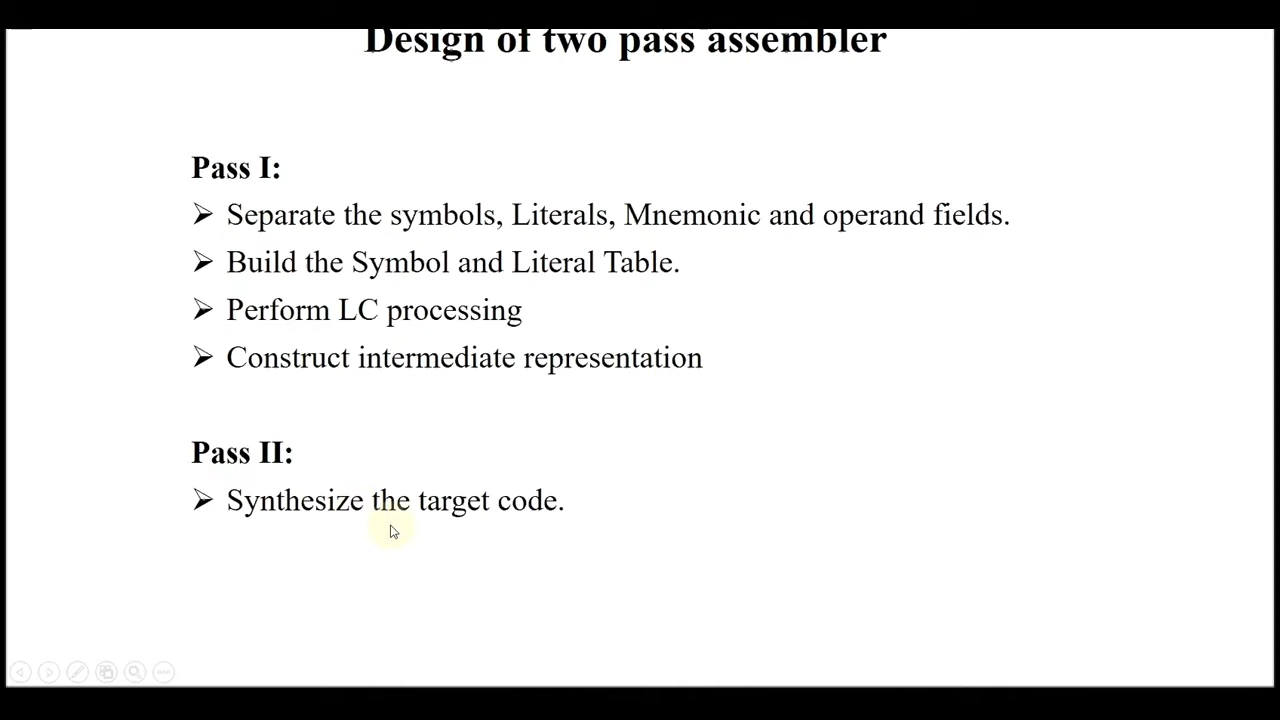 Design of two pass assembler
Pass I:
➢ Separate the symbols, Literals, Mnemonic and operand fields.
➢ Build the Symbol and Literal Table.
➢ Perform LC processing
➢ Construct intermediate representation
Pass II:
➢ Synthesize the target code.